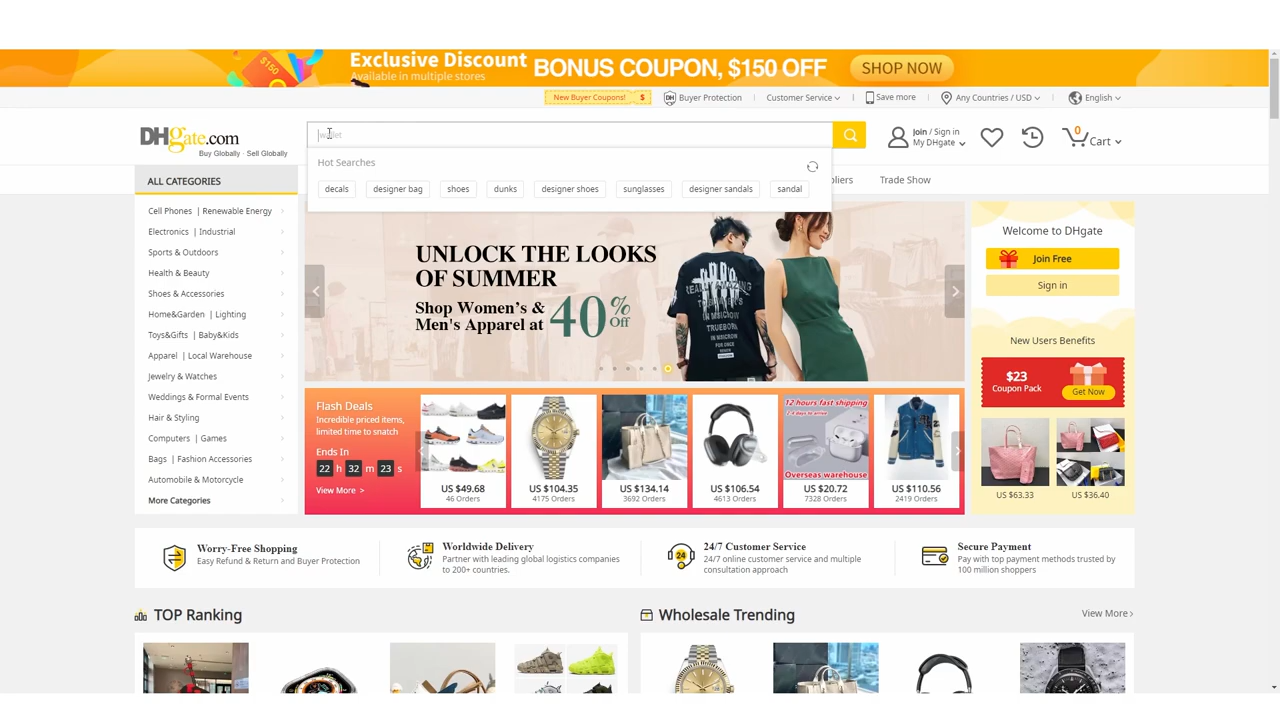 Exclusive Discount
Available in multiple stores
BONUS COUPON, $150 OFF
SHOP NOW
$150
New Buyer Coupons! $
Buyer Protection
Customer Service
Save more
Any Countries / USD
English
DHgate.com
Buy Globally · Sell Globally
Join / Sign in
My DHgate
0
Cart
Hot Searches
decals
designer bag
shoes
dunks
designer shoes
sunglasses
designer sandals
sandal
ALL CATEGORIES
Trade Show
Cell Phones | Renewable Energy
Electronics | Industrial
Sports & Outdoors
Health & Beauty
Shoes & Accessories
Home&Garden | Lighting
Toys&Gifts | Baby&Kids
Apparel | Local Warehouse
Jewelry & Watches
Weddings & Formal Events
Hair & Styling
Computers | Games
Bags | Fashion Accessories
Automobile & Motorcycle
More Categories
UNLOCK THE LOOKS
OF SUMMER
Shop Women's &
Men's Apparel at
40% Off
Welcome to DHgate
Join Free
Sign in
New Users Benefits
$23
Coupon Pack
Get Now
US $63.33
US $36.40
Flash Deals
Incredible priced items,
limited time to snatch
Ends In
22 h 32 m 23 s
View More >
US $49.68
46 Orders
US $104.35
4175 Orders
US $134.14
3692 Orders
US $106.54
4613 Orders
12 hours fast shipping
Overseas warehouse
US $20.72
7328 Orders
US $110.56
2419 Orders
Worry-Free Shopping
Easy Refund & Return and Buyer Protection
Worldwide Delivery
Partner with leading global logistics companies
to 200+ countries.
24
24/7 Customer Service
24/7 online customer service and multiple
consultation approach
Secure Payment
Pay with top payment methods trusted by
100 million shoppers
TOP Ranking
Wholesale Trending
View More >